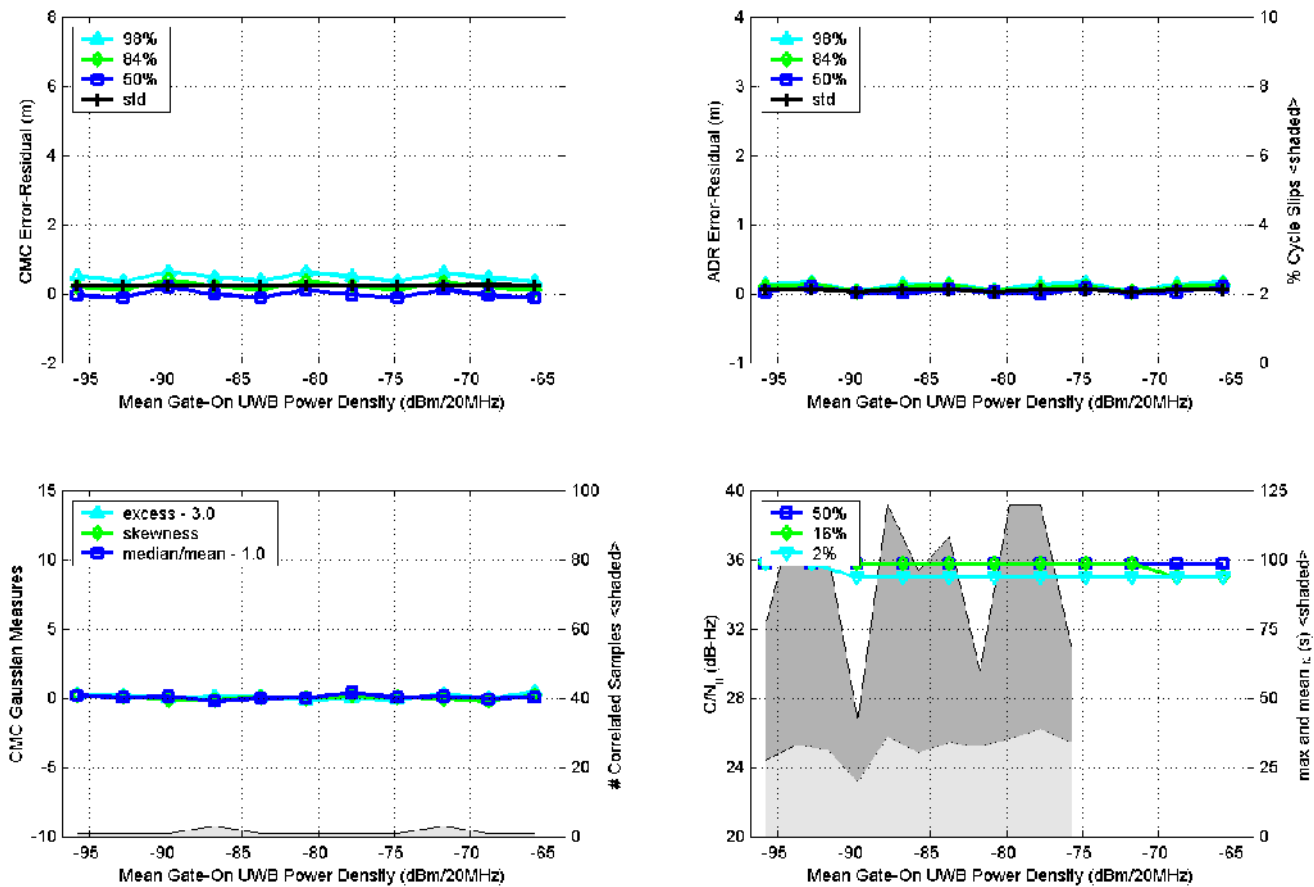 98%
84%
50%
std
CMC Error-Residual (m)
8
6
4
2
0
-2
-95 -90 -85 -80 -75 -70 -65
Mean Gate-On UWB Power Density (dBm/20MHz)
98%
84%
50%
std
ADR Error-Residual (m)
4
3
2
1
0
-1
% Cycle Slips <shaded>
10
8
6
4
2
0
-95 -90 -85 -80 -75 -70 -65
Mean Gate-On UWB Power Density (dBm/20MHz)
excess - 3.0
skewness
median/mean - 1.0
CMC Gaussian Measures
15
10
5
0
-5
-10
# Correlated Samples <shaded>
100
80
60
40
20
0
-95 -90 -85 -80 -75 -70 -65
Mean Gate-On UWB Power Density (dBm/20MHz)
50%
16%
2%
C/N (dB-Hz)
40
36
32
28
24
20
max and mean (s) <shaded>
125
100
75
50
25
0
-95 -90 -85 -80 -75 -70 -65
Mean Gate-On UWB Power Density (dBm/20MHz)